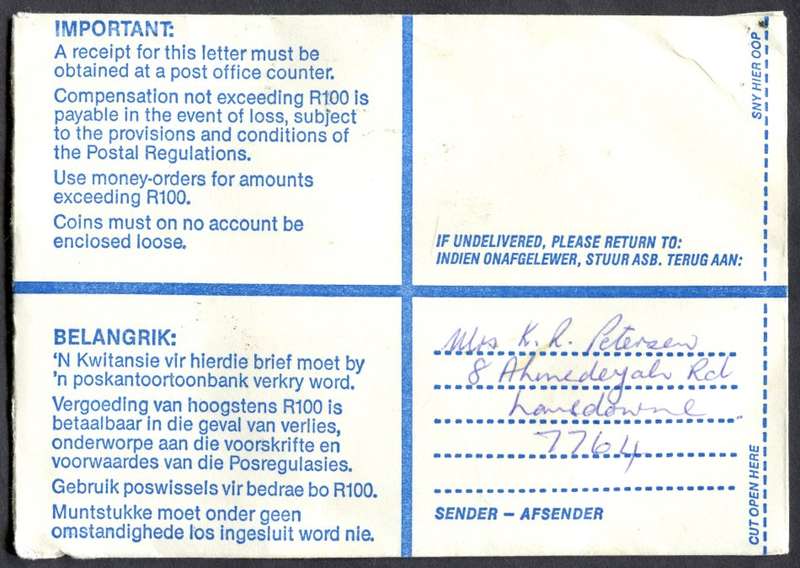 IMPORTANT:
A receipt for this letter must be
obtained at a post office counter.
Compensation not exceeding R100 is
payable in the event of loss, subject
to the provisions and conditions of
the Postal Regulations.
Use money-orders for amounts
exceeding R100.
Coins must on no account be
enclosed loose.
IF UNDELIVERED, PLEASE RETURN TO:
INDIEN ONAFGELEWER, STUUR ASB. TERUG AAN:
SNY HIER OOP
BELANGRIK:
'N Kwitansie vir hierdie brief moet by
'n poskantoortoonbank verkry word.
Vergoeding van hoogstens R100 is
betaalbaar in die geval van verlies,
onderworpe aan die voorskrifte en
voorwaardes van die Posregulasies.
Gebruik poswissels vir bedrae bo R100.
Muntstukke moet onder geen
omstandighede los ingesluit word nie.
Mrs K. R. Petersen
8 Ahmedeyah Rd
Lansdowne
7764
SENDER – AFSENDER
CUT OPEN HERE